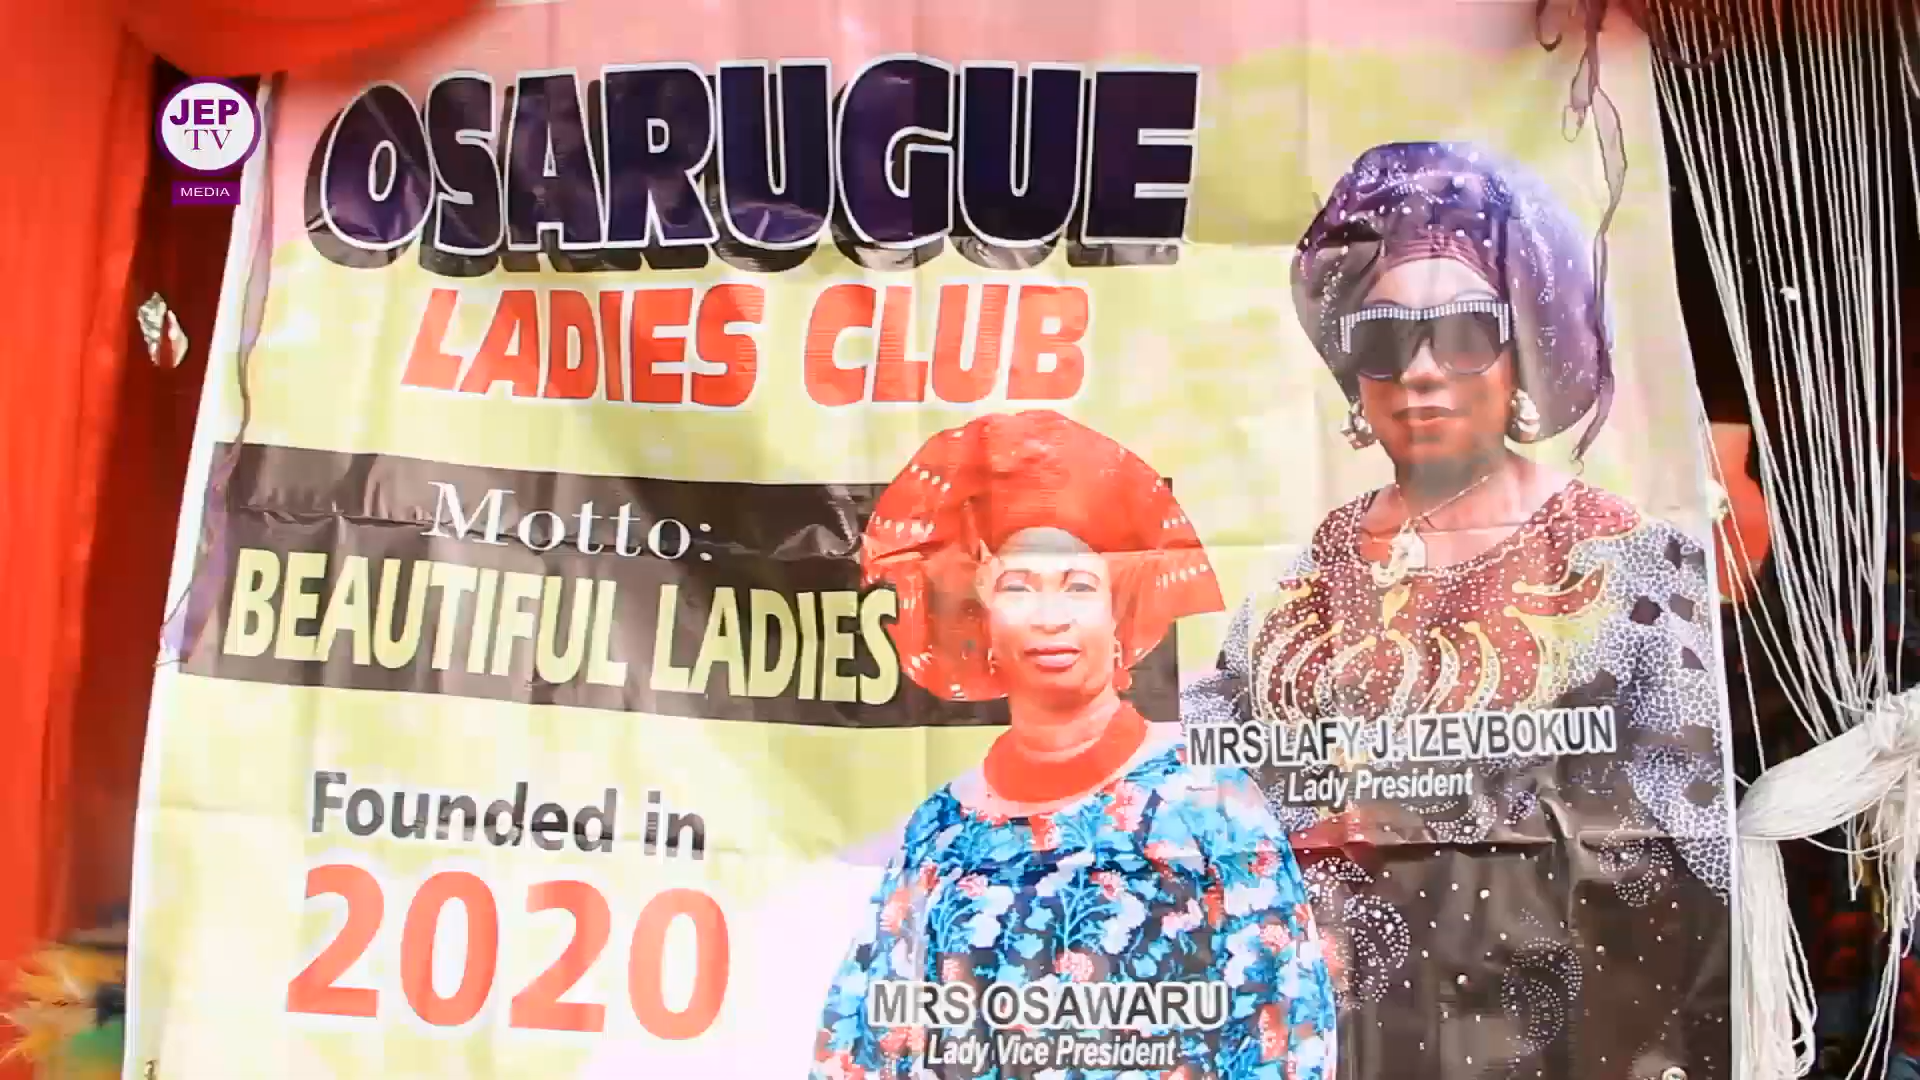 JEP
TV
MEDIA
OSARUGUE
LADIES CLUB
Motto:
BEAUTIFUL LADIES
Founded in
2020
MRS LAFY J. IZEVBOKUN
Lady President
MRS OSAWARU
Lady Vice President